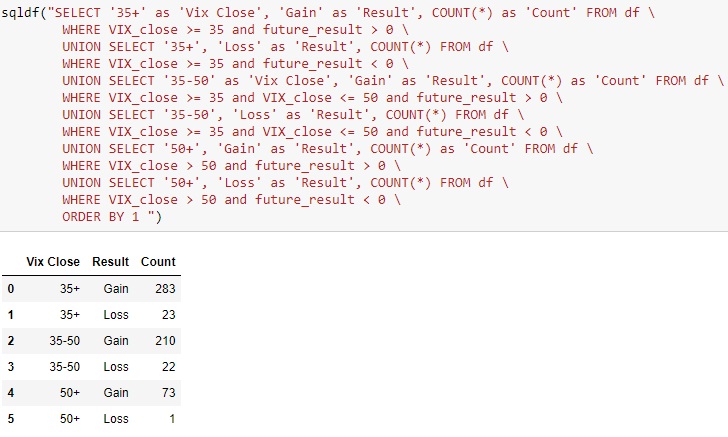 sqldf("SELECT '35+' as 'Vix Close', 'Gain' as 'Result', COUNT(*) as 'Count' FROM df \
WHERE VIX_close >= 35 and future_result > 0 \
UNION SELECT '35+', 'Loss' as 'Result', COUNT(*) FROM df \
WHERE VIX_close >= 35 and future_result < 0 \
UNION SELECT '35-50' as 'Vix Close', 'Gain' as 'Result', COUNT(*) as 'Count' FROM df \
WHERE VIX_close >= 35 and VIX_close <= 50 and future_result > 0 \
UNION SELECT '35-50', 'Loss' as 'Result', COUNT(*) FROM df \
WHERE VIX_close >= 35 and VIX_close <= 50 and future_result < 0 \
UNION SELECT '50+', 'Gain' as 'Result', COUNT(*) as 'Count' FROM df \
WHERE VIX_close > 50 and future_result > 0 \
UNION SELECT '50+', 'Loss' as 'Result', COUNT(*) FROM df \
WHERE VIX_close > 50 and future_result < 0 \
ORDER BY 1 ")
Vix Close Result Count
0 35+ Gain 283
1 35+ Loss 23
2 35-50 Gain 210
3 35-50 Loss 22
4 50+ Gain 73
5 50+ Loss 1